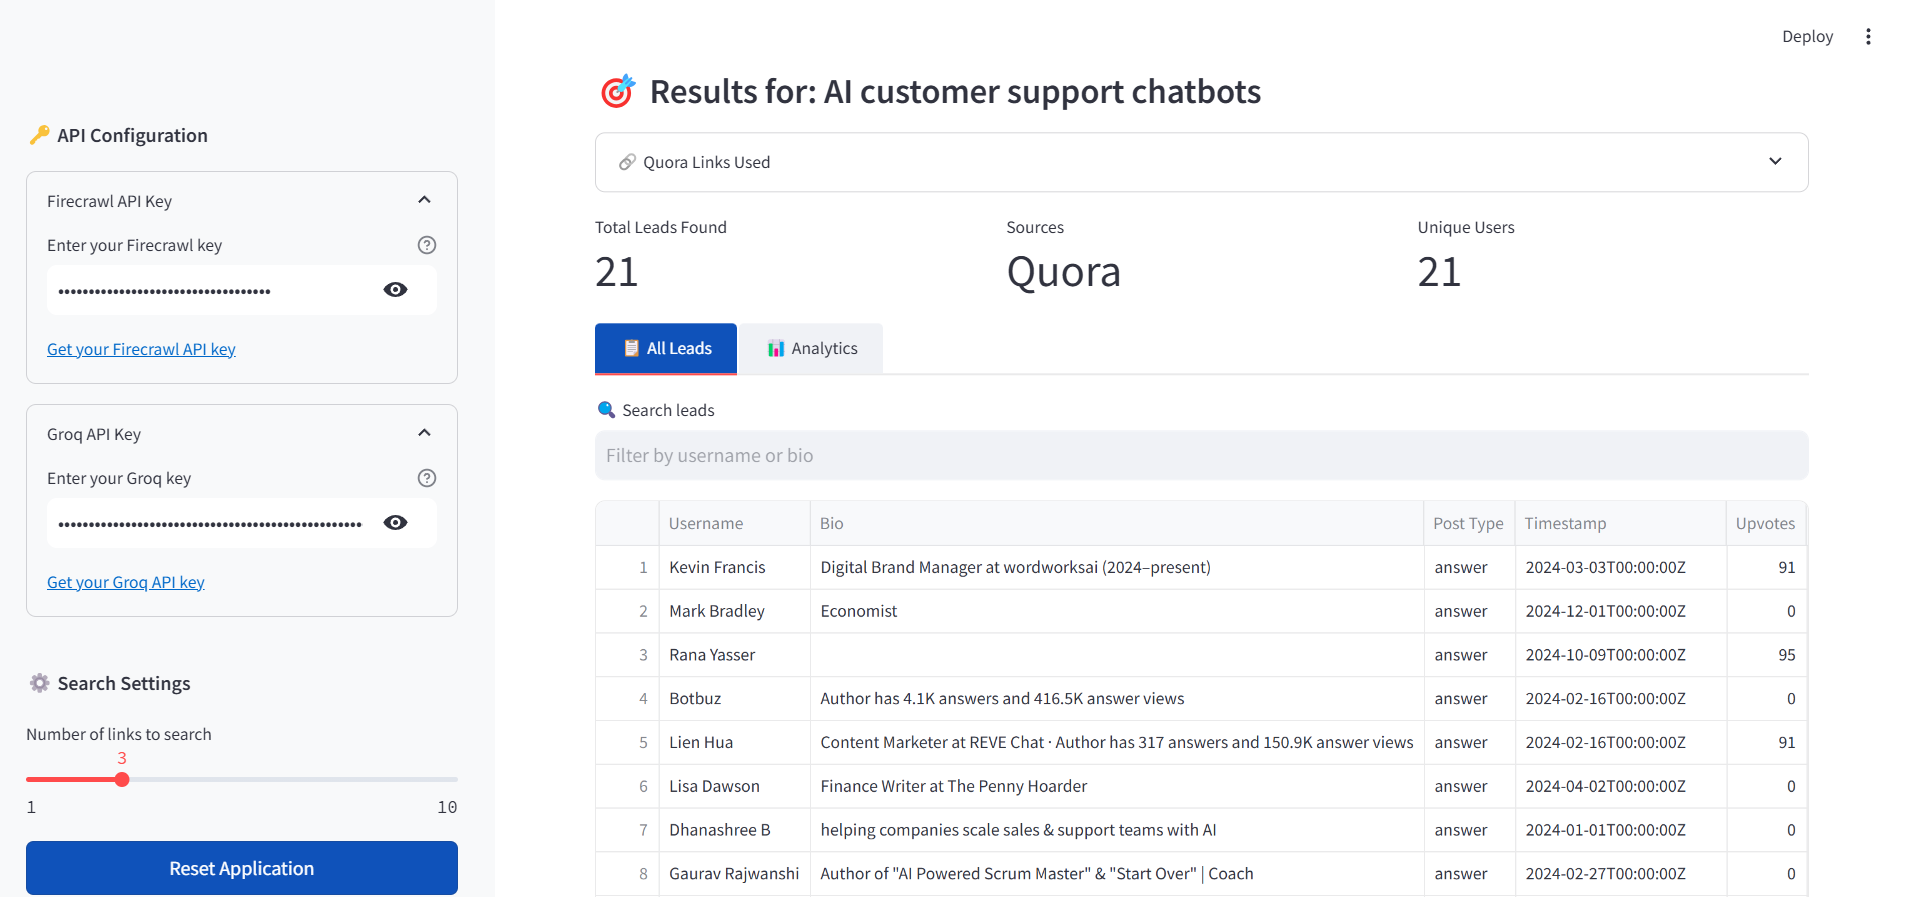 Deploy
🔑 API Configuration
Firecrawl API Key
Enter your Firecrawl key
••••••••••••••••••••••••••••••••••••
Get your Firecrawl API key
Groq API Key
Enter your Groq key
••••••••••••••••••••••••••••••••••••••••••••••••••••
Get your Groq API key
⚙️ Search Settings
Number of links to search
3
1 10
Reset Application
🎯 Results for: AI customer support chatbots
🔗 Quora Links Used
Total Leads Found Sources Unique Users
21 Quora 21
📋 All Leads 📊 Analytics
🔍 Search leads
Filter by username or bio
Username Bio Post Type Timestamp Upvotes
1 Kevin Francis Digital Brand Manager at wordworksai (2024–present) answer 2024-03-03T00:00:00Z 91
2 Mark Bradley Economist answer 2024-12-01T00:00:00Z 0
3 Rana Yasser answer 2024-10-09T00:00:00Z 95
4 Botbuz Author has 4.1K answers and 416.5K answer views answer 2024-02-16T00:00:00Z 0
5 Lien Hua Content Marketer at REVE Chat · Author has 317 answers and 150.9K answer views answer 2024-02-16T00:00:00Z 91
6 Lisa Dawson Finance Writer at The Penny Hoarder answer 2024-04-02T00:00:00Z 0
7 Dhanashree B helping companies scale sales & support teams with AI answer 2024-01-01T00:00:00Z 0
8 Gaurav Rajwanshi Author of "AI Powered Scrum Master" & "Start Over" | Coach answer 2024-02-27T00:00:00Z 0